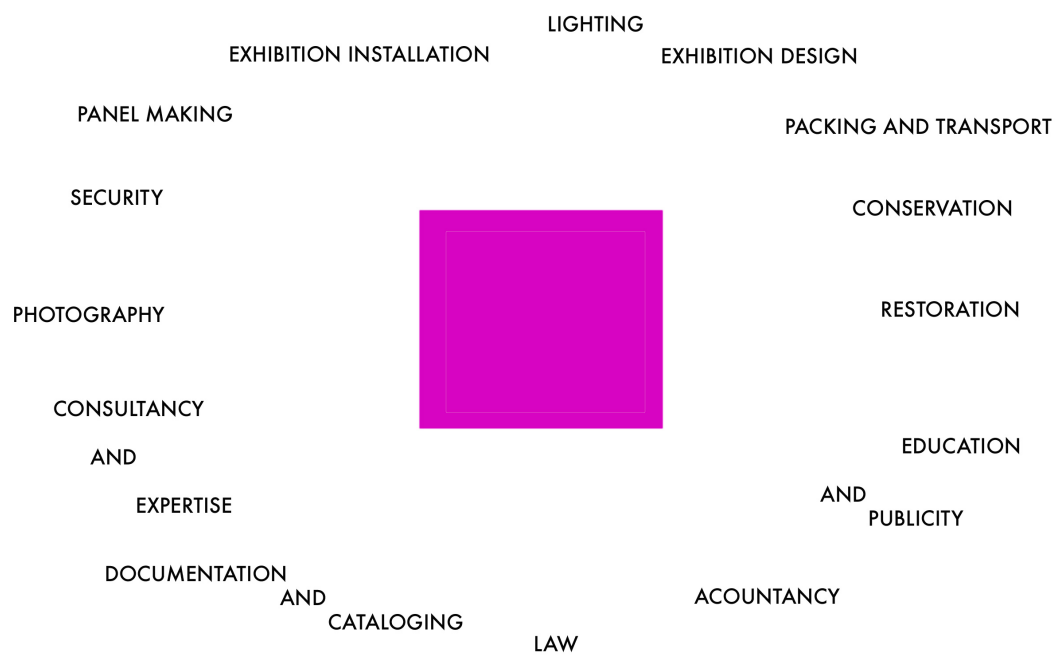 LIGHTING
EXHIBITION INSTALLATION
EXHIBITION DESIGN
PANEL MAKING
PACKING AND TRANSPORT
SECURITY
CONSERVATION
PHOTOGRAPHY
RESTORATION
CONSULTANCY
AND
EXPERTISE
EDUCATION
AND
PUBLICITY
DOCUMENTATION
AND
CATALOGING
ACOUNTANCY
LAW